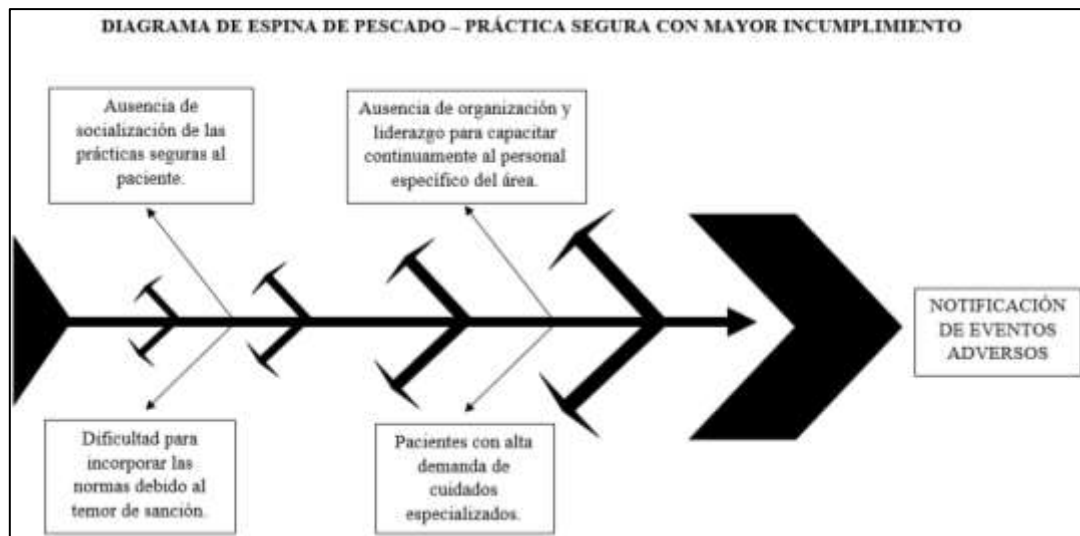 DIAGRAMA DE ESPINA DE PESCADO – PRÁCTICA SEGURA CON MAYOR INCUMPLIMIENTO
Ausencia de
socialización de las
prácticas seguras al
paciente.
Ausencia de organización y
liderazgo para capacitar
continuamente al personal
específico del área.
NOTIFICACIÓN
DE EVENTOS
ADVERSOS
Dificultad para
incorporar las
normas debido al
temor de sanción.
Pacientes con alta
demanda de
cuidados
especializados.